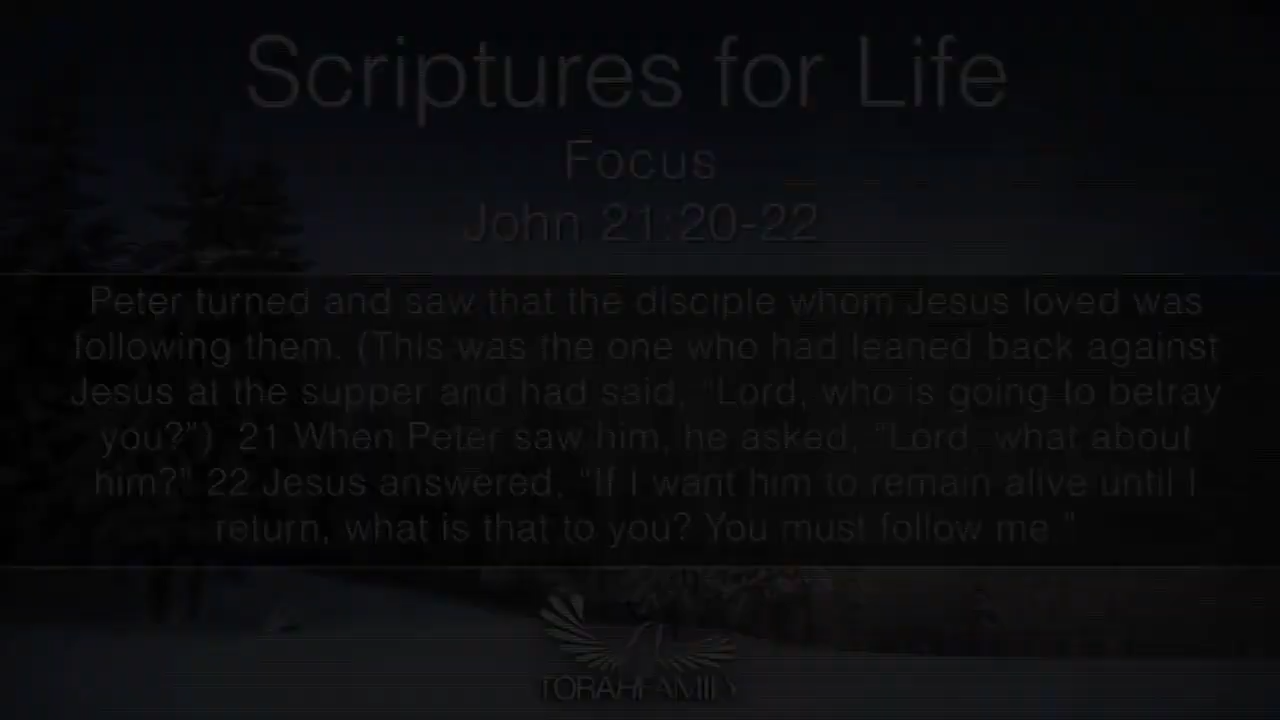 Scriptures for Life
Focus
John 21:20-22
Peter turned and saw that the disciple whom Jesus loved was
following them. (This was the one who had leaned back against
Jesus at the supper and had said, "Lord, who is going to betray
you?") 21 When Peter saw him, he asked, "Lord, what about
him?" 22 Jesus answered, "If I want him to remain alive until I
return, what is that to you? You must follow me."
TORAHFAMILY